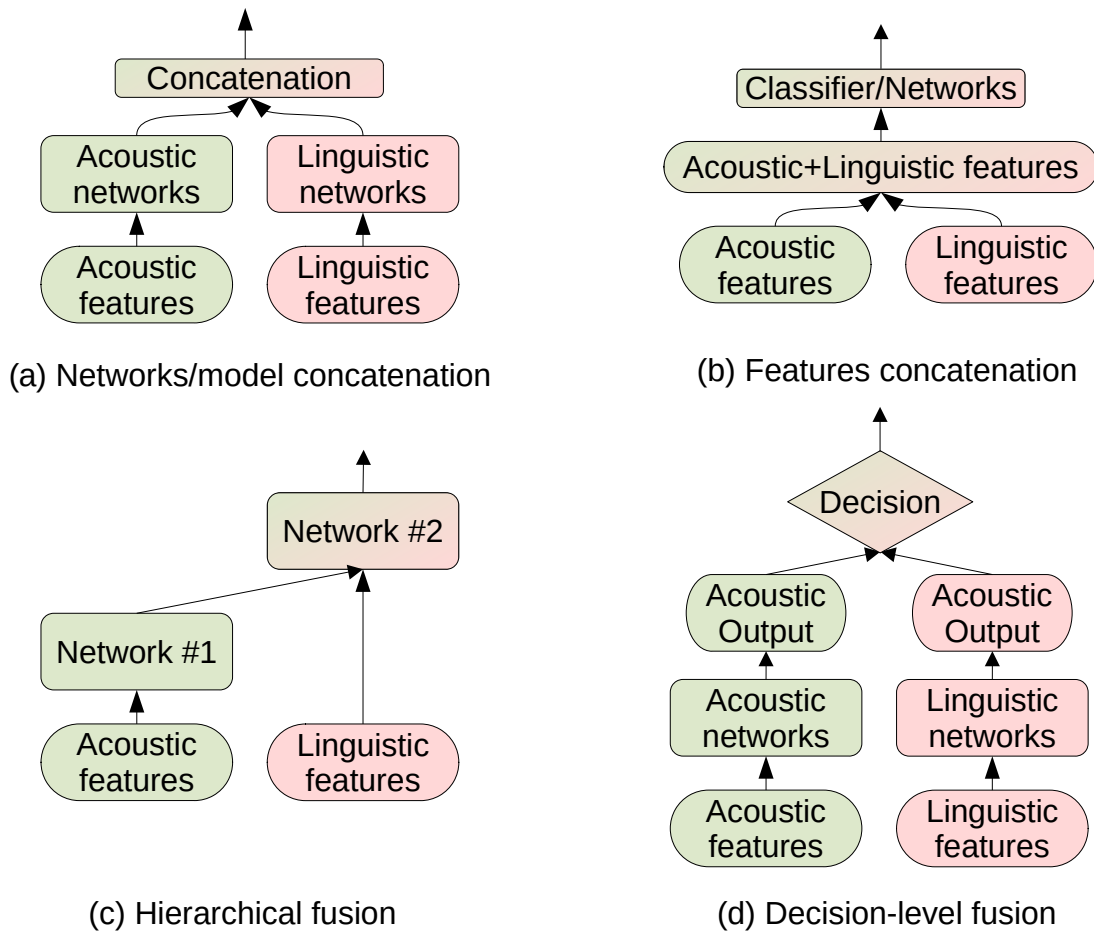 Concatenation
Acoustic
networks
Linguistic
networks
Acoustic
features
Linguistic
features
(a) Networks/model concatenation
Classifier/Networks
Acoustic+Linguistic features
Acoustic
features
Linguistic
features
(b) Features concatenation
Network #2
Network #1
Acoustic
features
Linguistic
features
(c) Hierarchical fusion
Decision
Acoustic
Output
Acoustic
Output
Acoustic
networks
Linguistic
networks
Acoustic
features
Linguistic
features
(d) Decision-level fusion